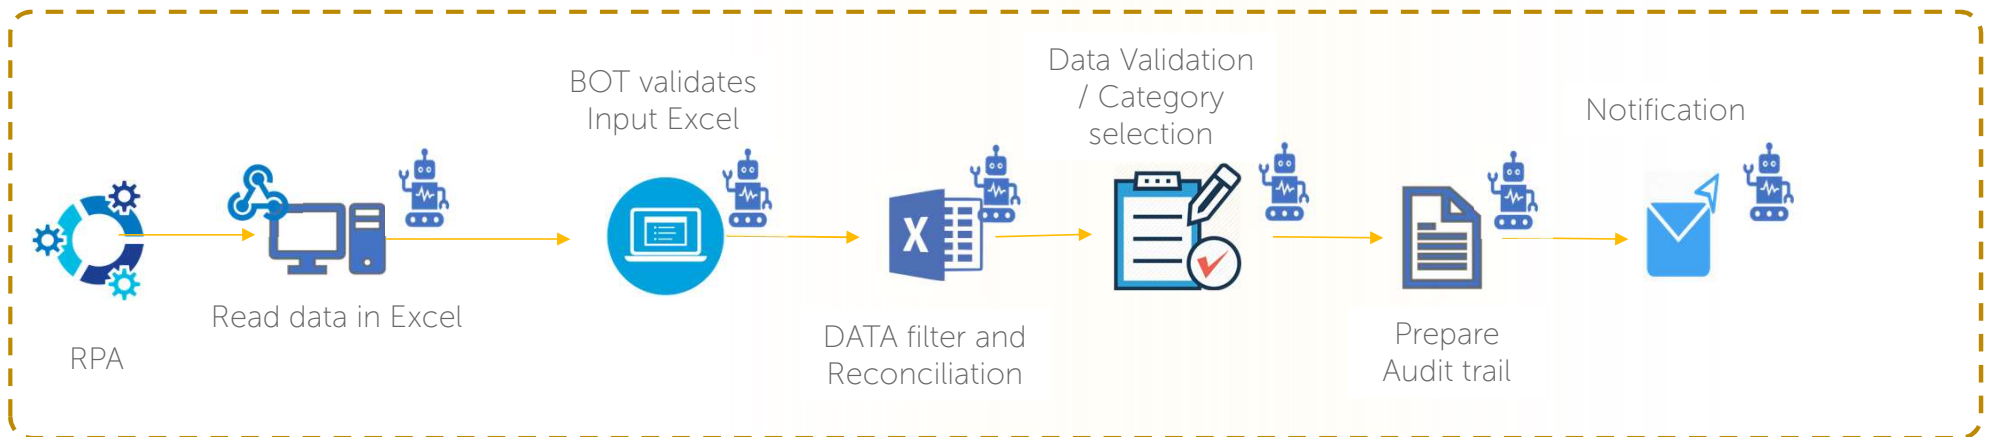 RPA
Read data in Excel
BOT validates
Input Excel
DATA filter and
Reconciliation
X
Data Validation
/ Category
selection
Prepare
Audit trail
Notification